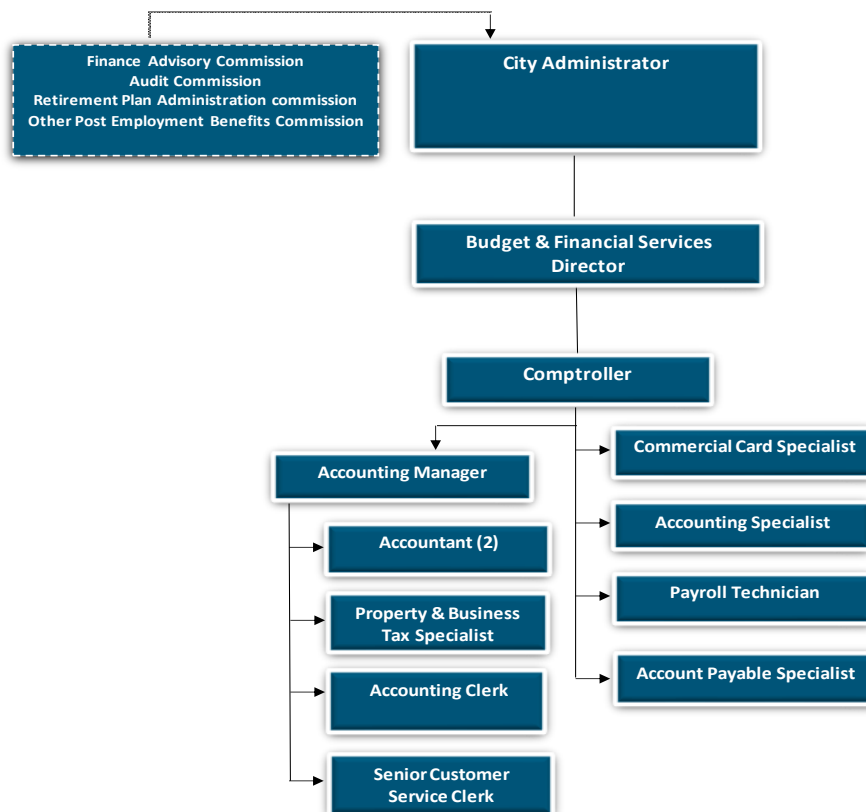 Finance Advisory Commission
Audit Commission
Retirement Plan Administration commission
Other Post Employment Benefits Commission
City Administrator
Budget & Financial Services
Director
Comptroller
Accounting Manager
Accountant (2)
Property & Business
Tax Specialist
Accounting Clerk
Senior Customer
Service Clerk
Commercial Card Specialist
Accounting Specialist
Payroll Technician
Account Payable Specialist